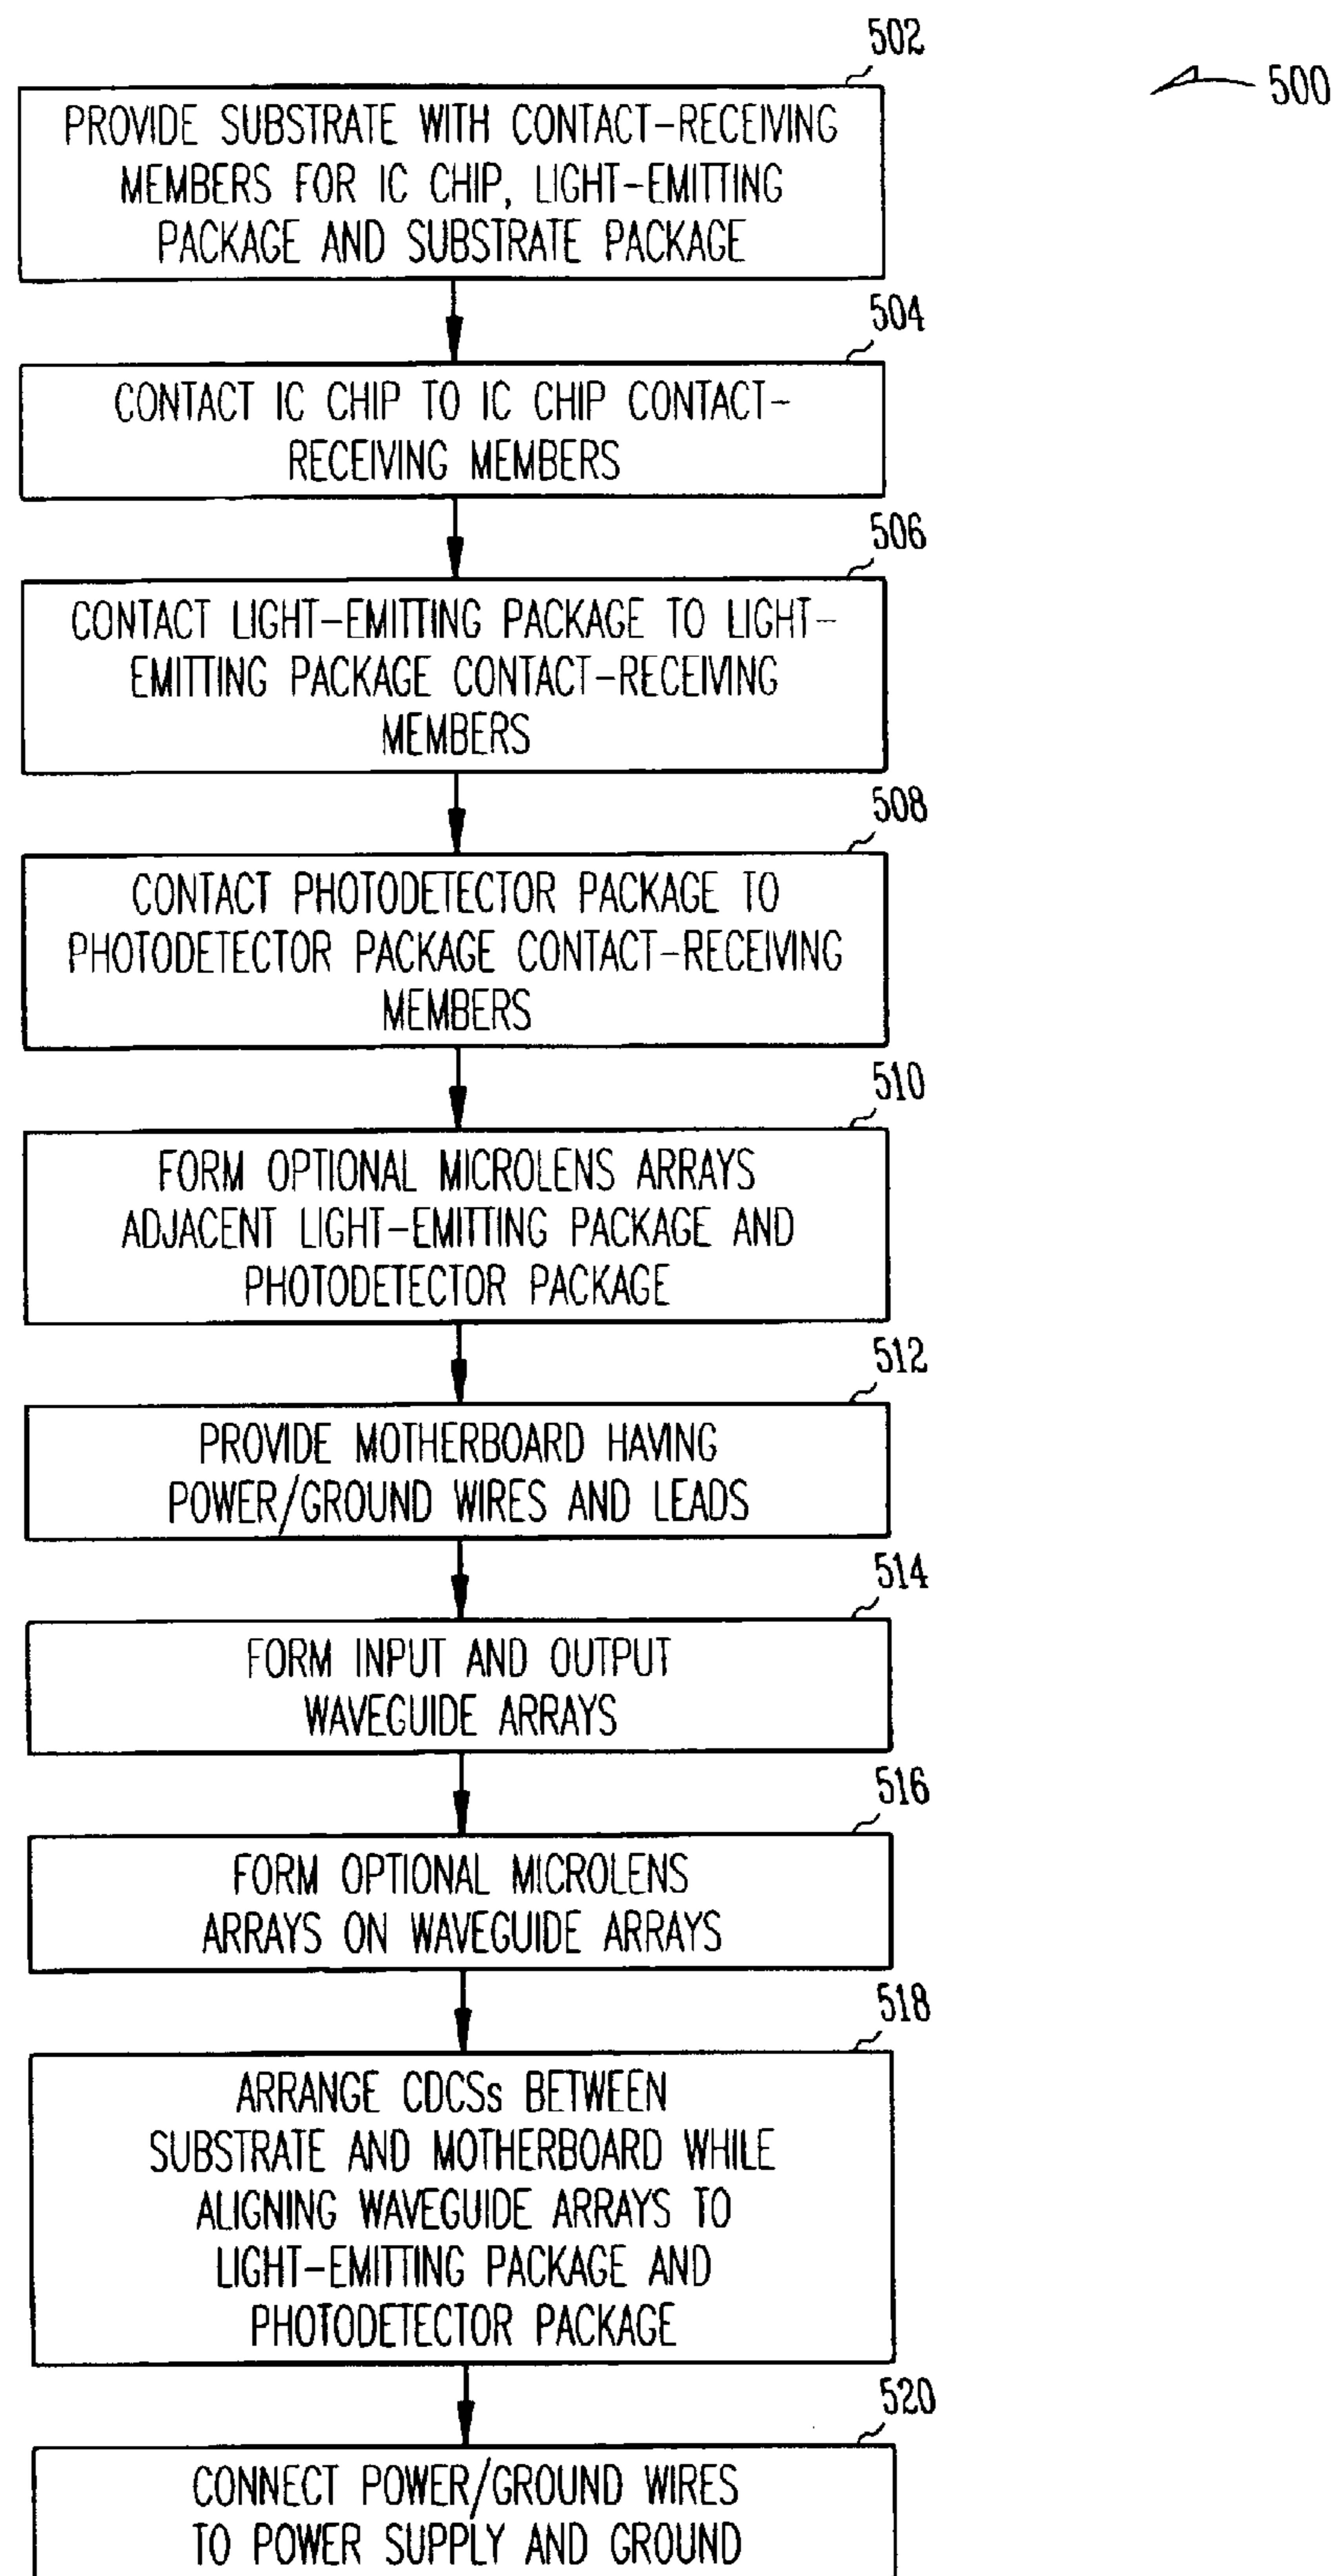 502
500
PROVIDE SUBSTRATE WITH CONTACT-RECEIVING
MEMBERS FOR IC CHIP, LIGHT-EMITTING
PACKAGE AND SUBSTRATE PACKAGE
504
CONTACT IC CHIP TO IC CHIP CONTACT-
RECEIVING MEMBERS
506
CONTACT LIGHT-EMITTING PACKAGE TO LIGHT-
EMITTING PACKAGE CONTACT-RECEIVING
MEMBERS
508
CONTACT PHOTODETECTOR PACKAGE TO
PHOTODETECTOR PACKAGE CONTACT-RECEIVING
MEMBERS
510
FORM OPTIONAL MICROLENS ARRAYS
ADJACENT LIGHT-EMITTING PACKAGE AND
PHOTODETECTOR PACKAGE
512
PROVIDE MOTHERBOARD HAVING
POWER/GROUND WIRES AND LEADS
514
FORM INPUT AND OUTPUT
WAVEGUIDE ARRAYS
516
FORM OPTIONAL MICROLENS
ARRAYS ON WAVEGUIDE ARRAYS
518
ARRANGE CDCSs BETWEEN
SUBSTRATE AND MOTHERBOARD WHILE
ALIGNING WAVEGUIDE ARRAYS TO
LIGHT-EMITTING PACKAGE AND
PHOTODETECTOR PACKAGE
520
CONNECT POWER/GROUND WIRES
TO POWER SUPPLY AND GROUND